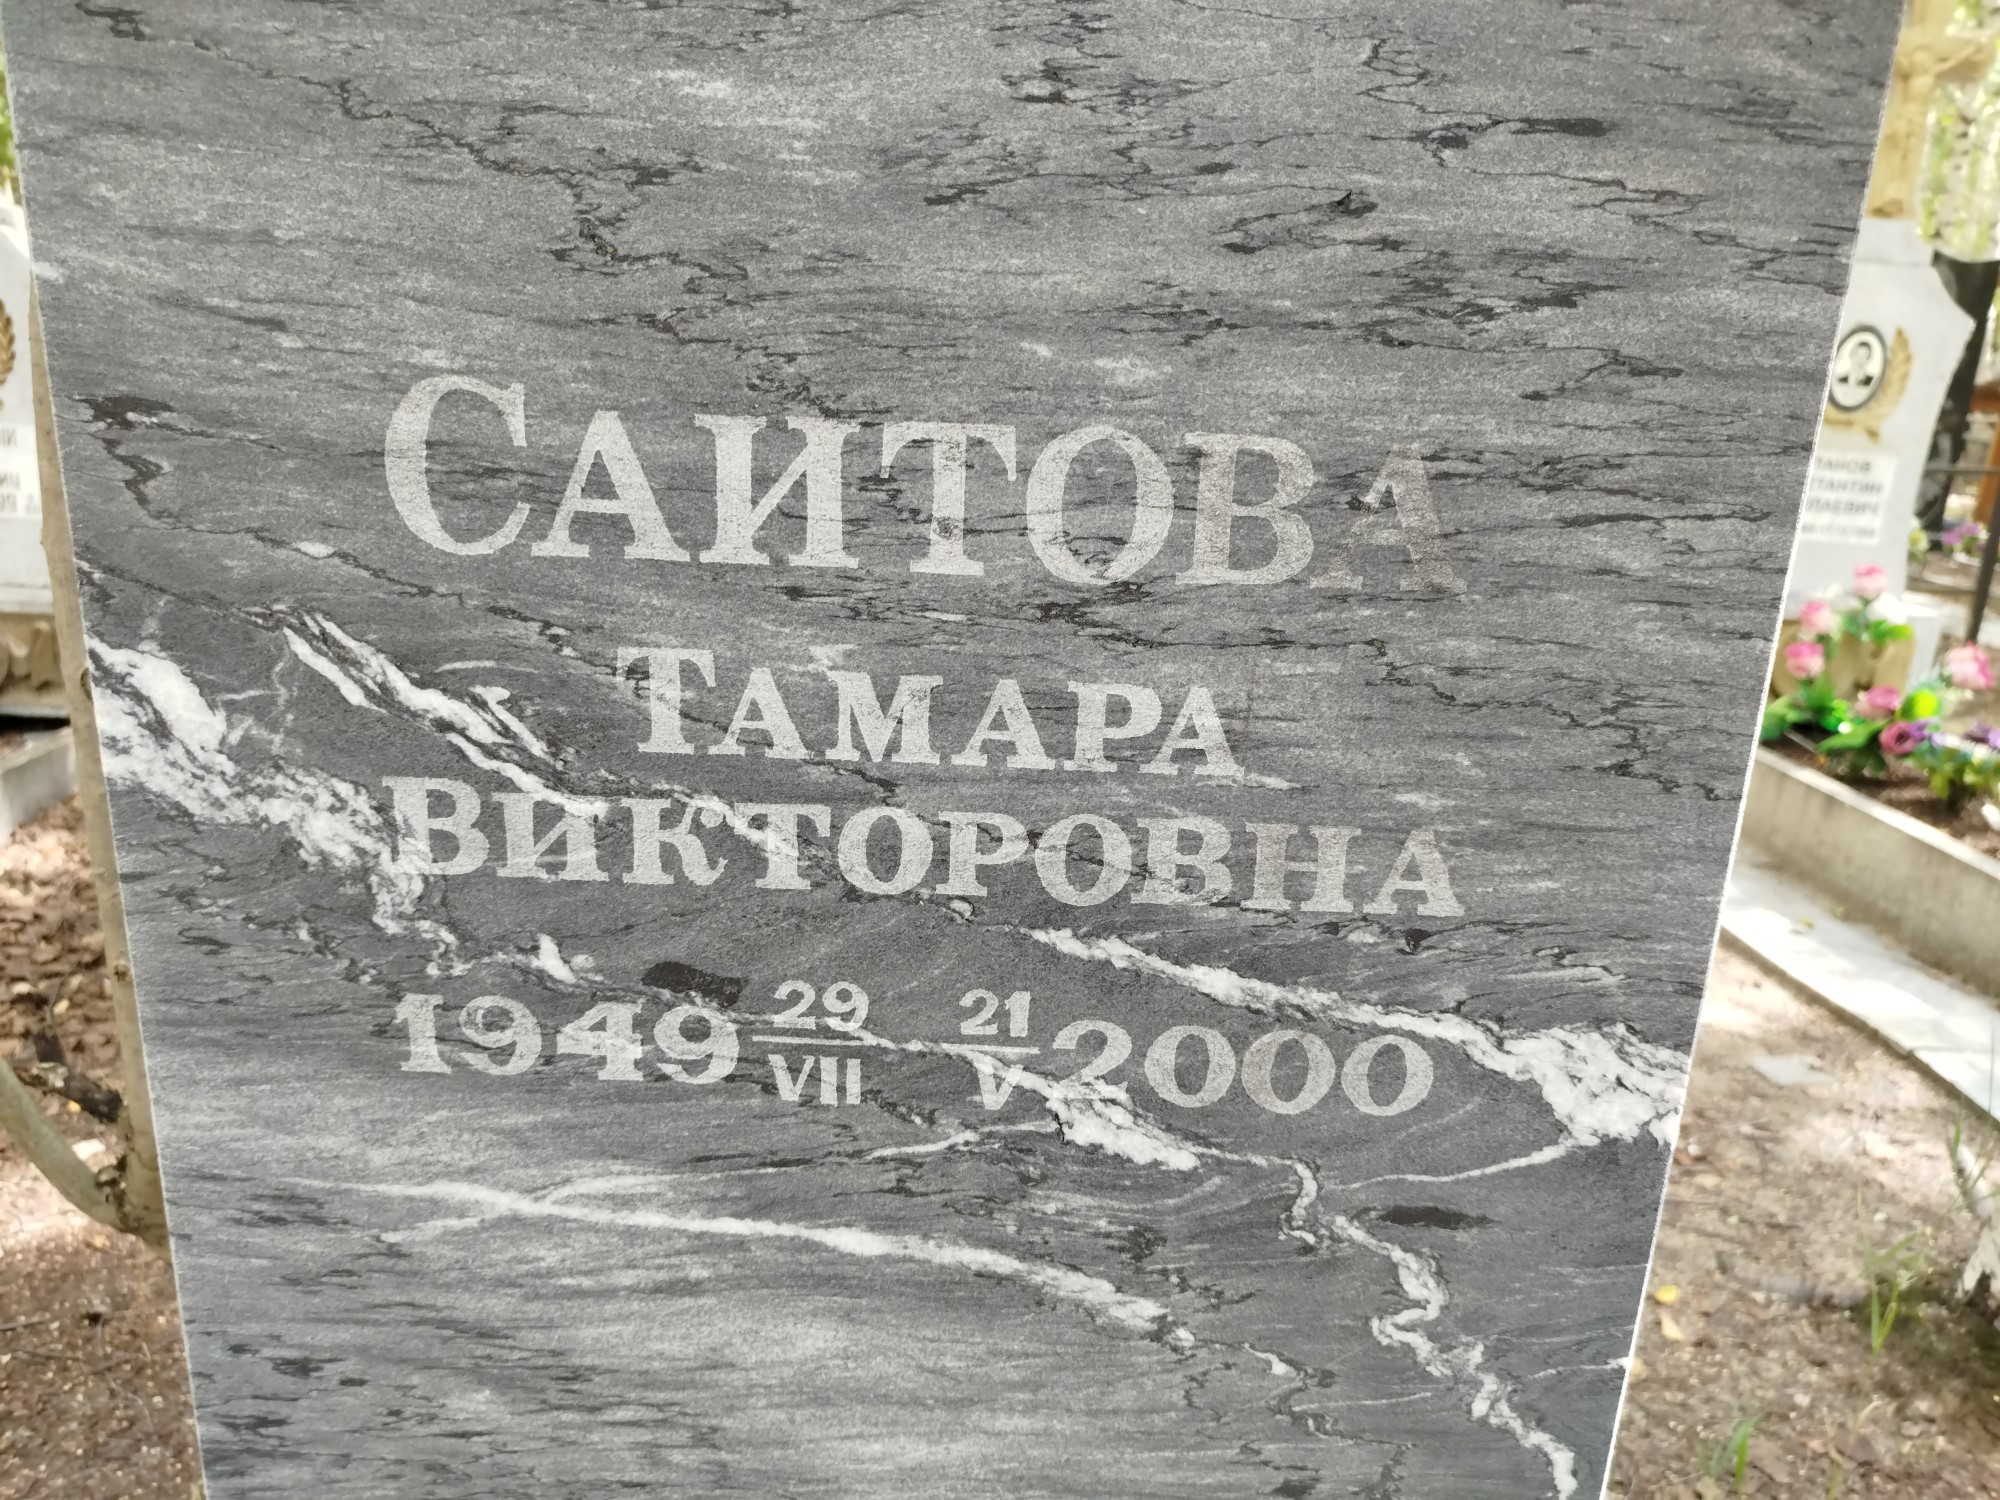 САИТОВА
ТАМАРА
ВИКТОРОВНА
1949 29/VII - 21/V 2000